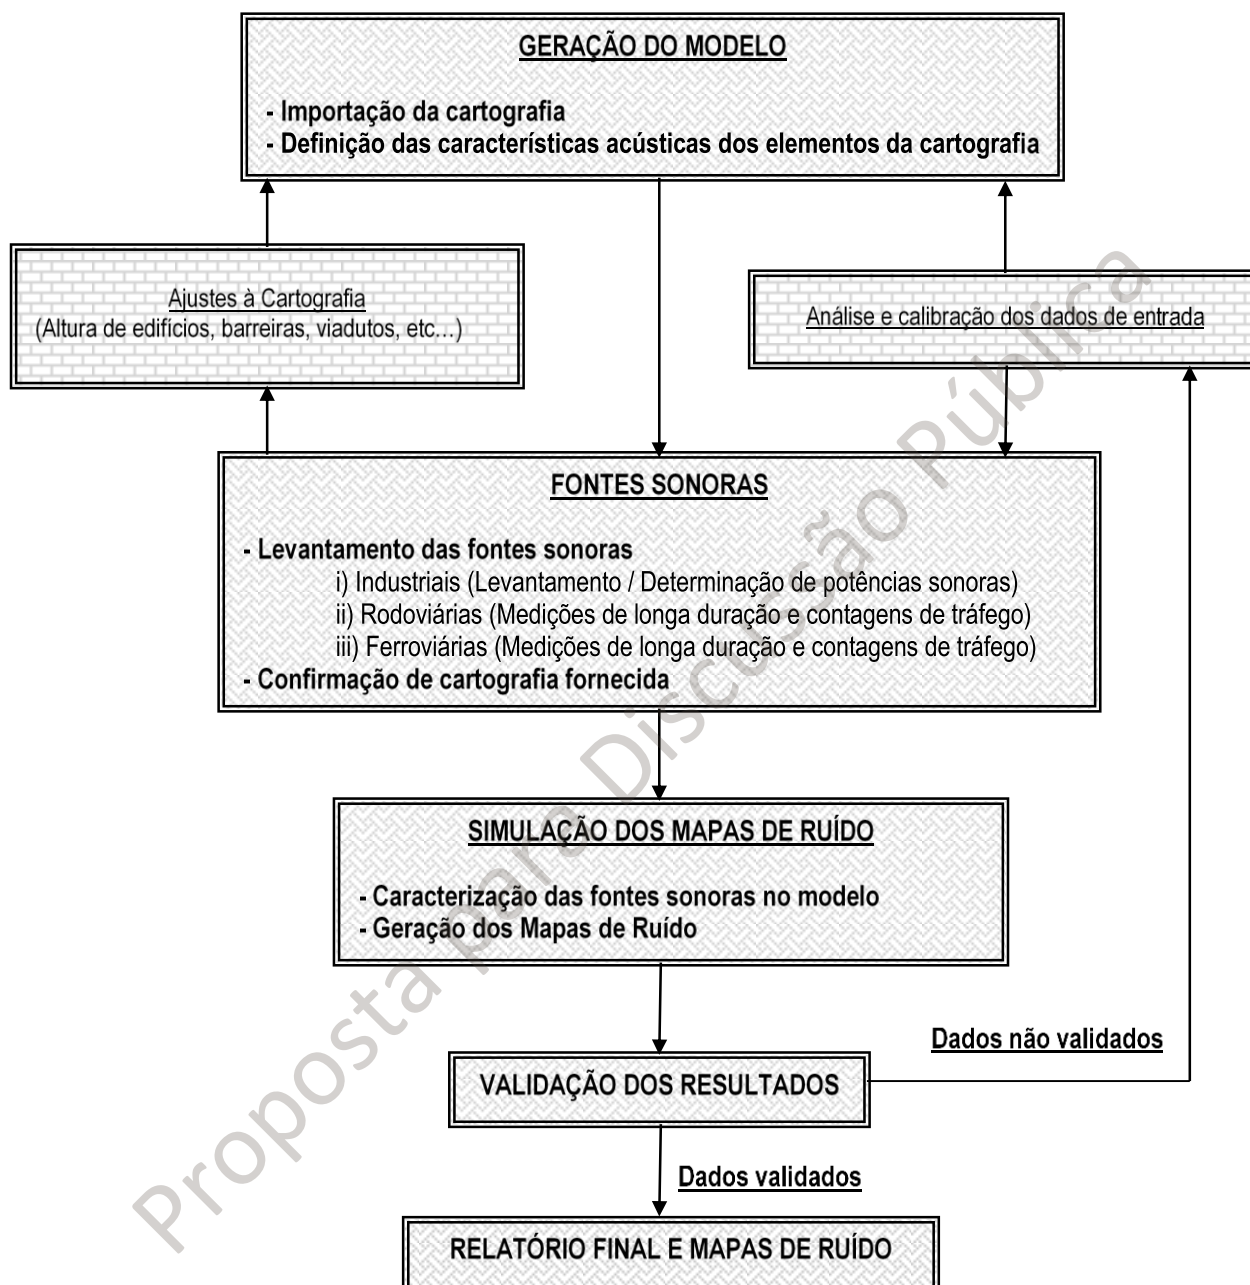 GERAÇÃO DO MODELO
- Importação da cartografia
- Definição das características acústicas dos elementos da cartografia
Ajustes à Cartografia
(Altura de edifícios, barreiras, viadutos, etc…)
Análise e calibração dos dados de entrada
FONTES SONORAS
- Levantamento das fontes sonoras
i) Industriais (Levantamento / Determinação de potências sonoras)
ii) Rodoviárias (Medições de longa duração e contagens de tráfego)
iii) Ferroviárias (Medições de longa duração e contagens de tráfego)
- Confirmação de cartografia fornecida
SIMULAÇÃO DOS MAPAS DE RUÍDO
- Caracterização das fontes sonoras no modelo
- Geração dos Mapas de Ruído
Dados não validados
VALIDAÇÃO DOS RESULTADOS
Dados validados
RELATÓRIO FINAL E MAPAS DE RUÍDO
Proposta para Discussão Pública